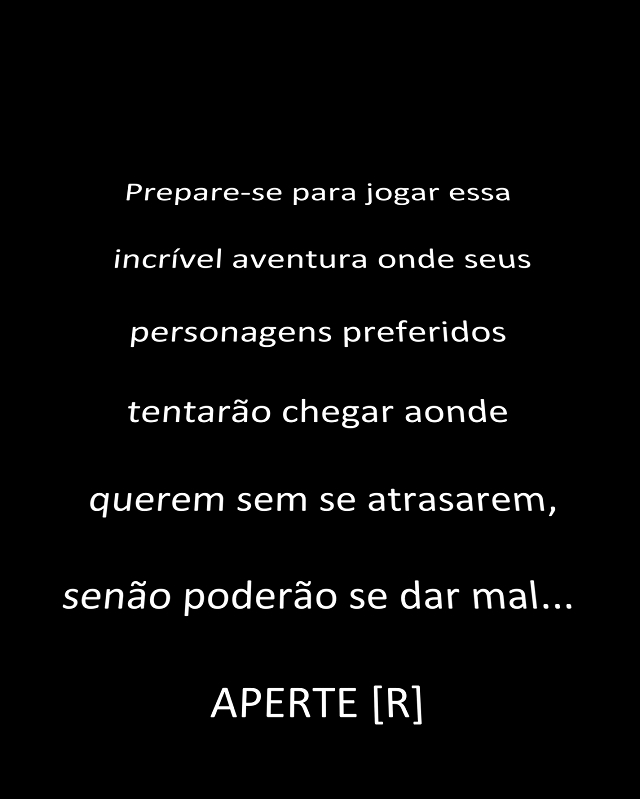 Prepare-se para jogar essa
incrível aventura onde seus
personagens preferidos
tentarão chegar aonde
querem sem se atrasarem,
senão poderão se dar mal...
APERTE [R]